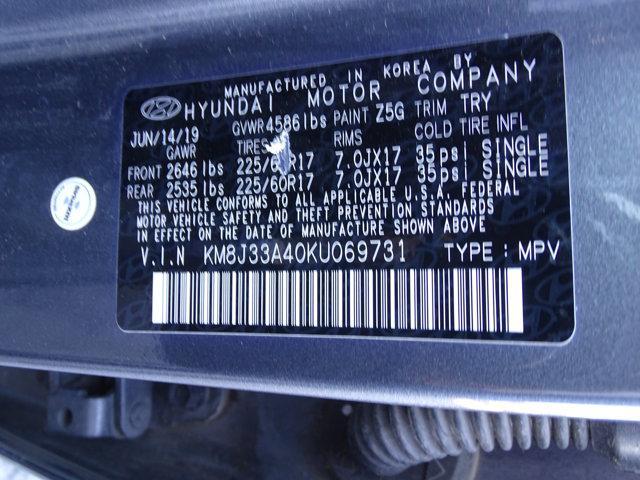 MANUFACTURED IN KOREA BY
HYUNDAI MOTOR COMPANY
JUN/14/19 GVWR 4586lbs PAINT Z5G TRIM TRY
GAWR TIRES RIMS COLD TIRE INFL
FRONT 2646 lbs 225/60R17 7.0JX17 35psi SINGLE
REAR 2535 lbs 225/60R17 7.0JX17 35psi SINGLE
THIS VEHICLE CONFORMS TO ALL APPLICABLE U.S.A. FEDERAL
MOTOR VEHICLE SAFETY AND THEFT PREVENTION STANDARDS
IN EFFECT ON THE DATE OF MANUFACTURE SHOWN ABOVE.
V.I.N KM8J33A40KU069731 TYPE: MPV